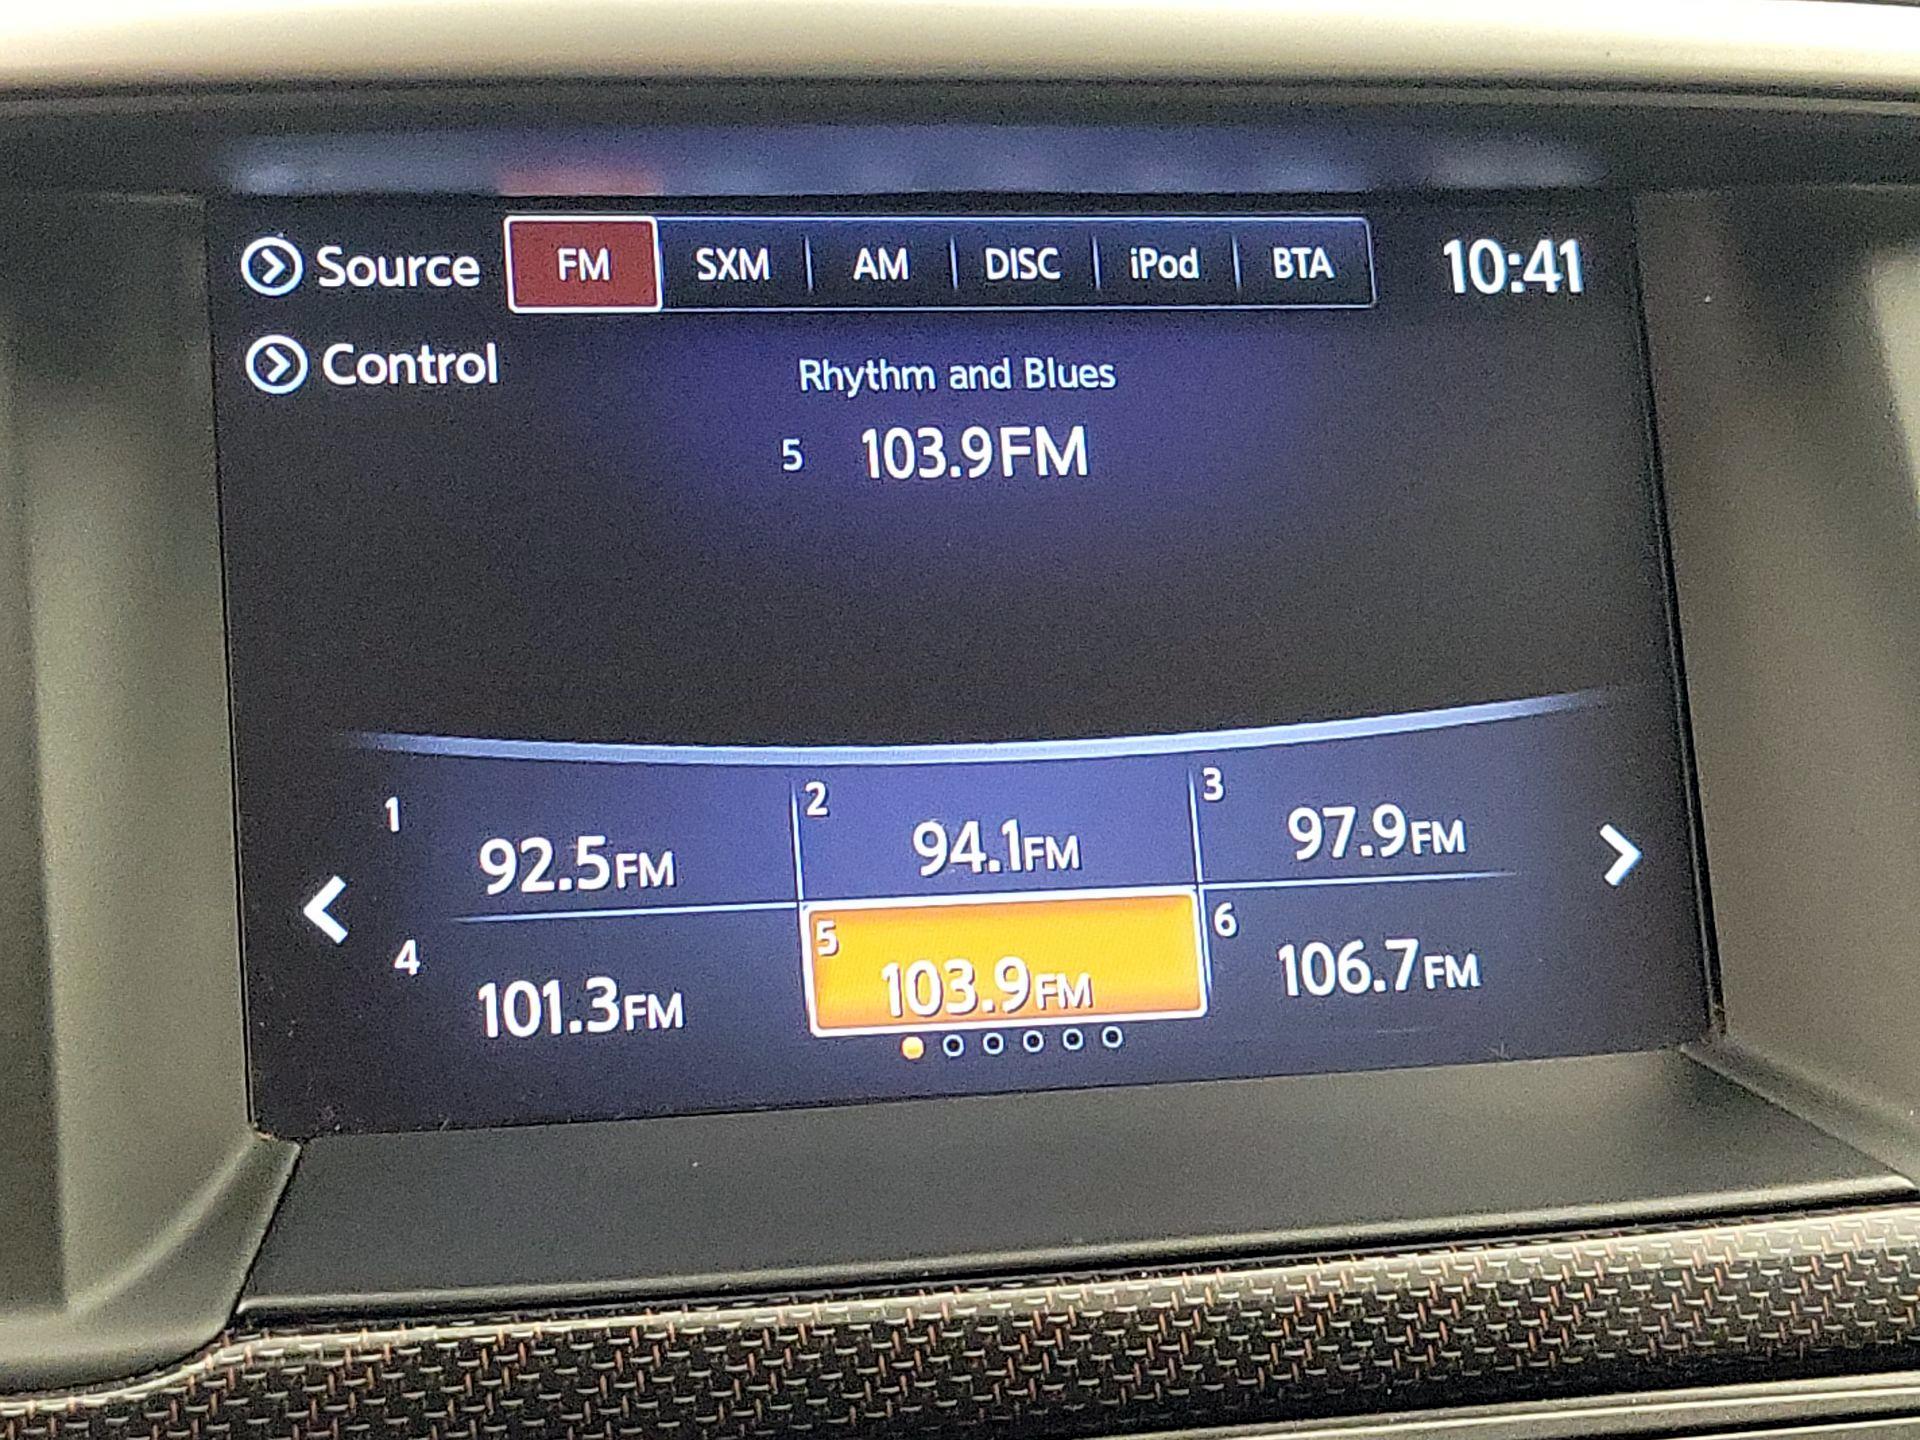 Source FM SXM AM DISC iPod BTA 10:41
Control
Rhythm and Blues
5 103.9FM
1 92.5FM 2 94.1FM 3 97.9FM
4 101.3FM 5 103.9FM 6 106.7FM